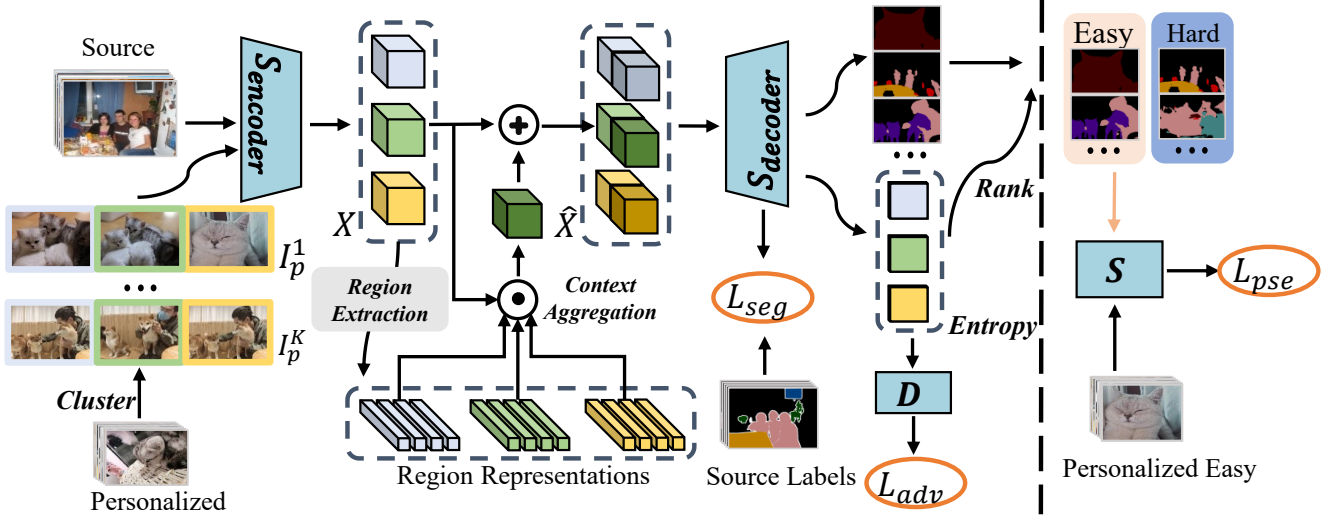 Source
S_encoder
I_p^1
• • •
I_p^K
Cluster
Personalized
X
Region
Extraction
+
X̂
Context
Aggregation
Region Representations
S_decoder
L_seg
Source Labels
• • •
Rank
Entropy
D
L_adv
Easy
Hard
• • •
• • •
S
L_pse
Personalized Easy